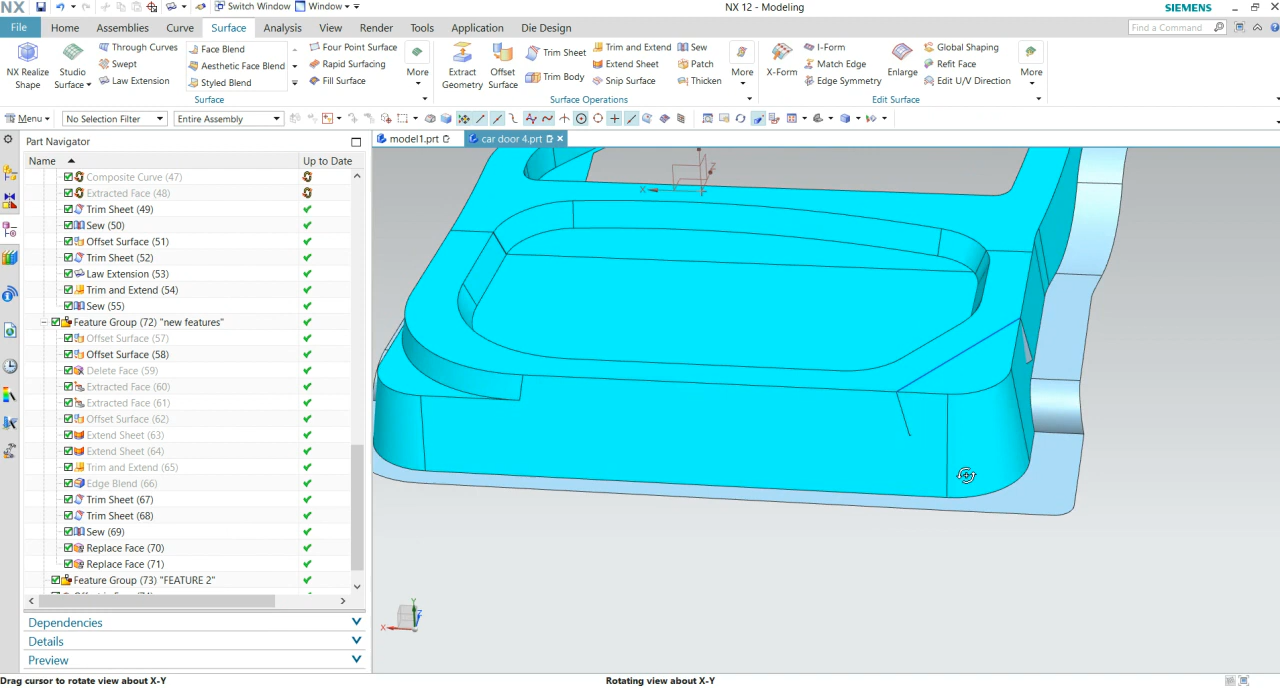 NX Switch Window Window NX 12 - Modeling SIEMENS
File Home Assemblies Curve Surface Analysis View Render Tools Application Die Design Find a Command
NX Realize Shape
Studio Surface
Through Curves
Swept
Law Extension
Face Blend
Aesthetic Face Blend
Styled Blend
Four Point Surface
Rapid Surfacing
Fill Surface
More
Surface
Extract Geometry
Offset Surface
Trim Sheet
Trim Body
Trim and Extend
Extend Sheet
Snip Surface
Sew
Patch
Thicken
More
Surface Operations
X-Form
I-Form
Match Edge
Edge Symmetry
Enlarge
Global Shaping
Refit Face
Edit U/V Direction
More
Edit Surface
Menu No Selection Filter Entire Assembly
Part Navigator
model1.prt car door 4.prt
Name Up to Date
Composite Curve (47)
Extracted Face (48)
Trim Sheet (49)
Sew (50)
Offset Surface (51)
Trim Sheet (52)
Law Extension (53)
Trim and Extend (54)
Sew (55)
Feature Group (72) "new features"
Offset Surface (57)
Offset Surface (58)
Delete Face (59)
Extracted Face (60)
Extracted Face (61)
Offset Surface (62)
Extend Sheet (63)
Extend Sheet (64)
Trim and Extend (65)
Edge Blend (66)
Trim Sheet (67)
Trim Sheet (68)
Sew (69)
Replace Face (70)
Replace Face (71)
Feature Group (73) "FEATURE 2"
Dependencies
Details
Preview
X
Z
Y
Z
X
Drag cursor to rotate view about X-Y Rotating view about X-Y